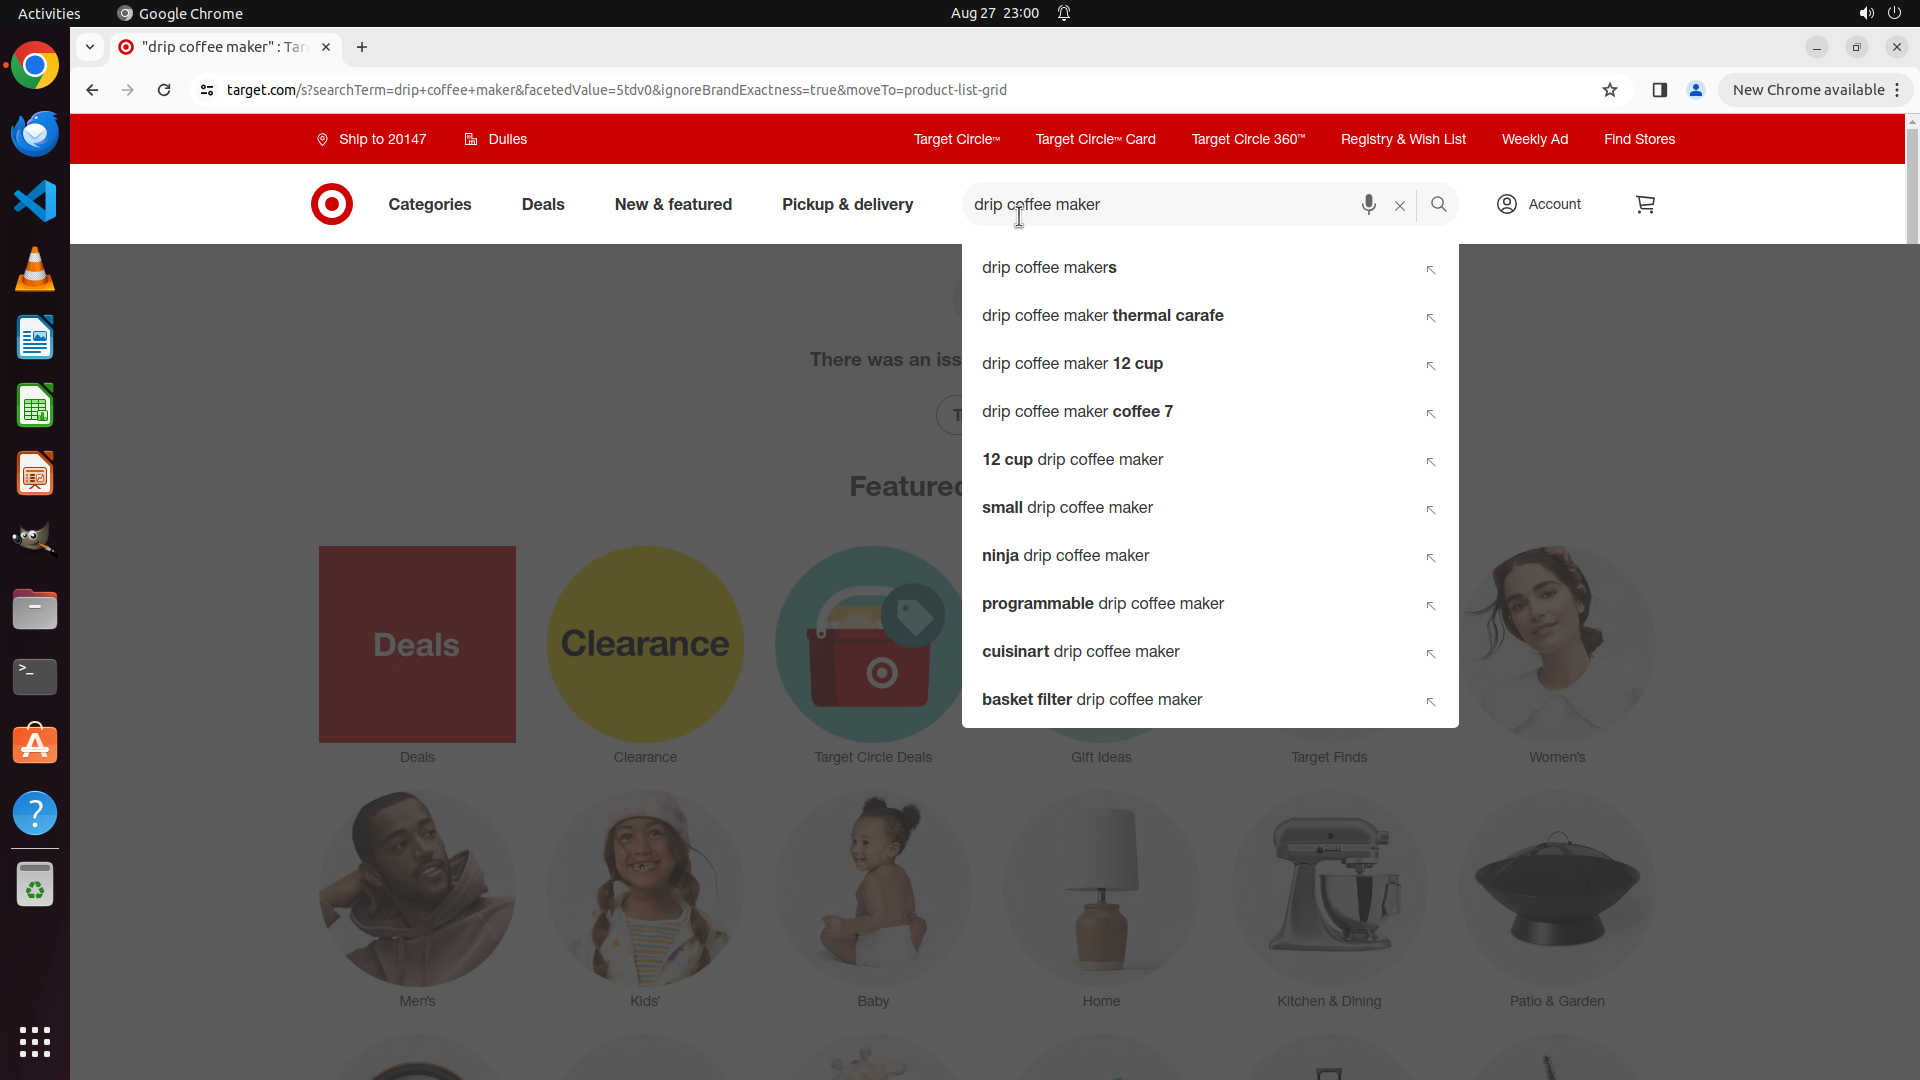 Activities
Google Chrome
Aug 27 23:00
"drip coffee maker" : Tar
target.com/s?searchTerm=drip+coffee+maker&facetedValue=5tdv0&ignoreBrandExactness=true&moveTo=product-list-grid
New Chrome available
Ship to 20147
Dulles
Target Circle™
Target Circle™ Card
Target Circle 360™
Registry & Wish List
Weekly Ad
Find Stores
Categories
Deals
New & featured
Pickup & delivery
drip coffee maker
Account
drip coffee makers
drip coffee maker thermal carafe
drip coffee maker 12 cup
drip coffee maker coffee 7
12 cup drip coffee maker
small drip coffee maker
ninja drip coffee maker
programmable drip coffee maker
cuisinart drip coffee maker
basket filter drip coffee maker
There was an iss
T
Featured
Deals
Clearance
Deals
Clearance
Target Circle Deals
Gift Ideas
Target Finds
Women's
Men's
Kids'
Baby
Home
Kitchen & Dining
Patio & Garden